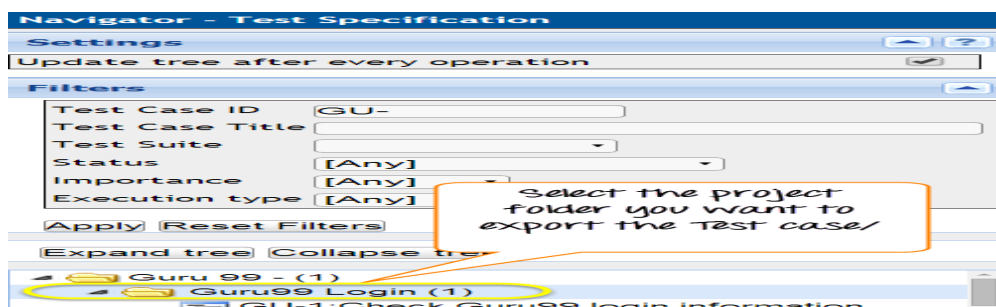 Navigator - Test Specification
Settings
?
Update tree after every operation
Filters
Test Case ID GU-
Test Case Title
Test Suite
Status [Any]
Importance [Any]
Execution type [Any]
Select the project
folder you want to
export the Test case/
Apply Reset Filters
Expand tree Collapse tree
Guru 99 - (1)
Guru99 Login (1)
GU-1:Check Guru99 login information